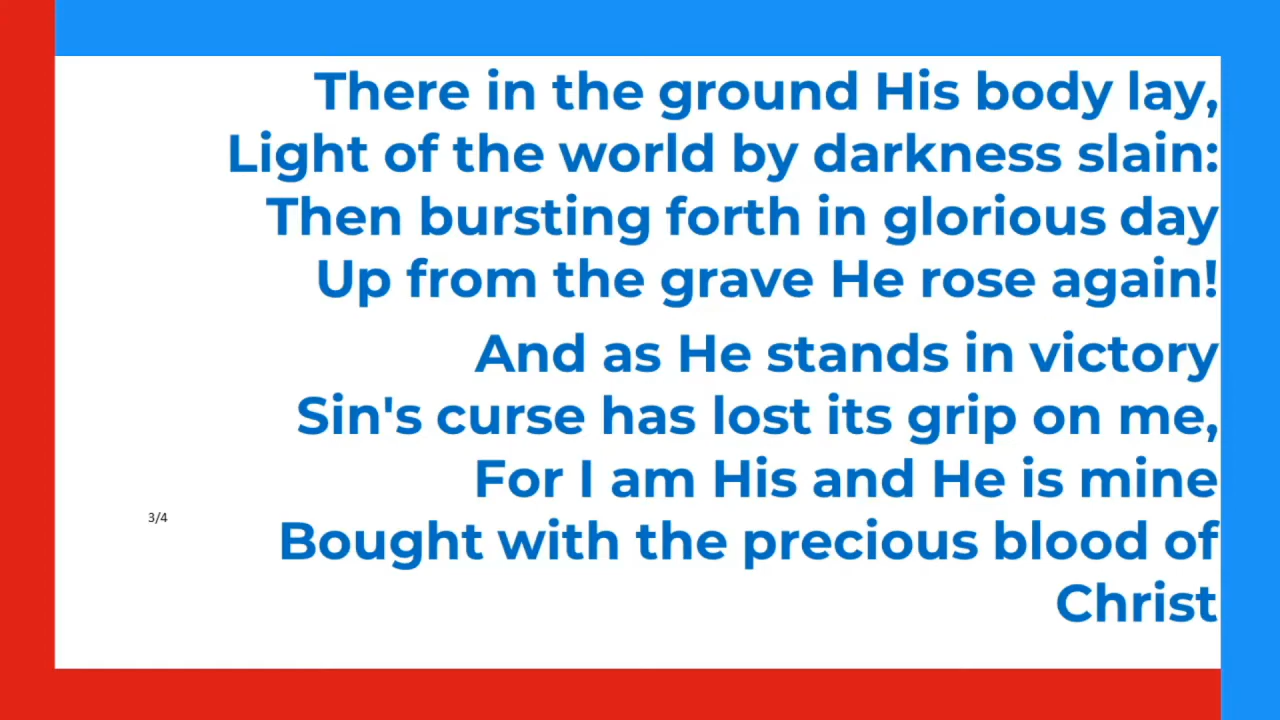 There in the ground His body lay,
Light of the world by darkness slain:
Then bursting forth in glorious day
Up from the grave He rose again!
And as He stands in victory
Sin's curse has lost its grip on me,
For I am His and He is mine
3/4
Bought with the precious blood of
Christ